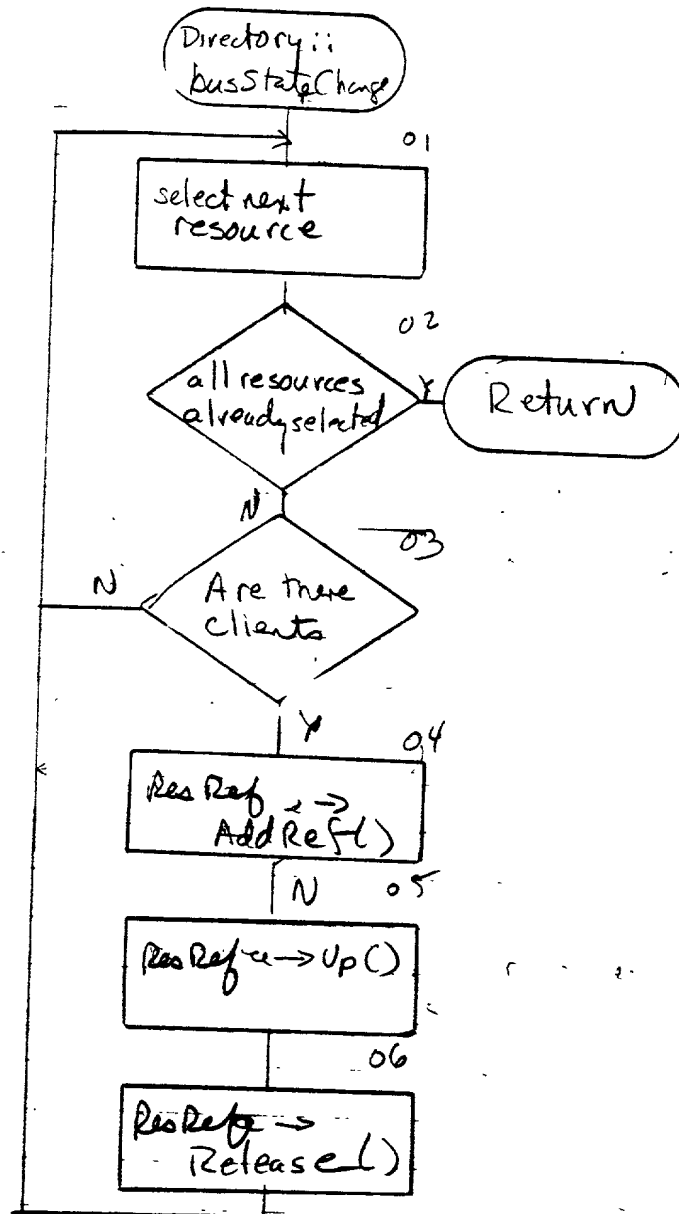 Directory::
busStateChange
01
select next
resource
02
all resources
already selected
Y
Return
N
03
Are there
clients
N
Y
04
ResRef →
AddRef()
N
05
ResRef → Up()
06
ResRef →
Release()